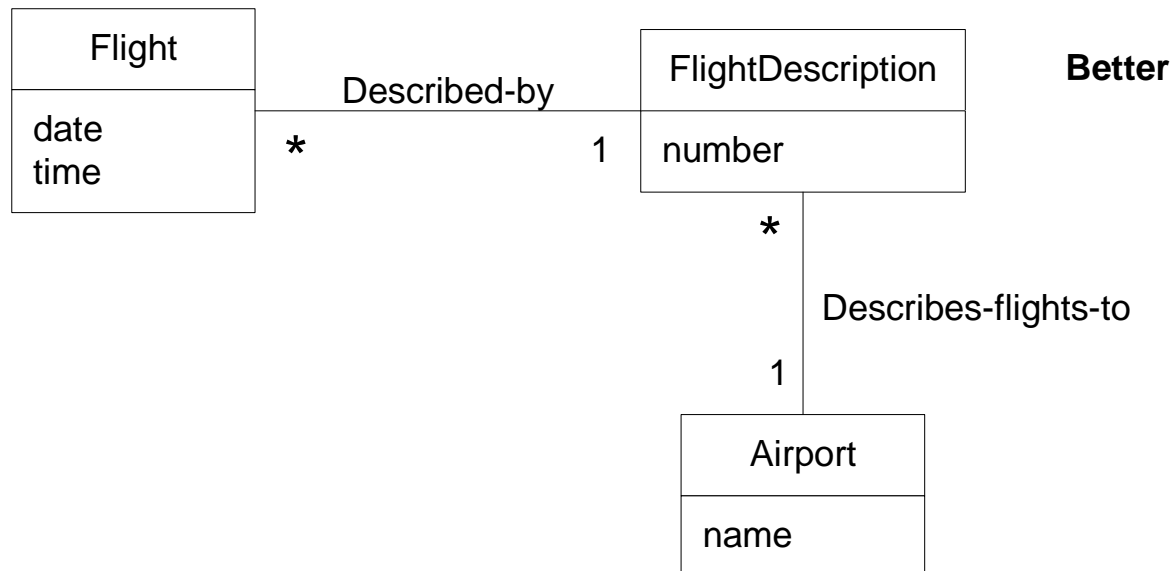 Flight
date
time
Described-by
*
1
FlightDescription
number
Better
*
Describes-flights-to
1
Airport
name